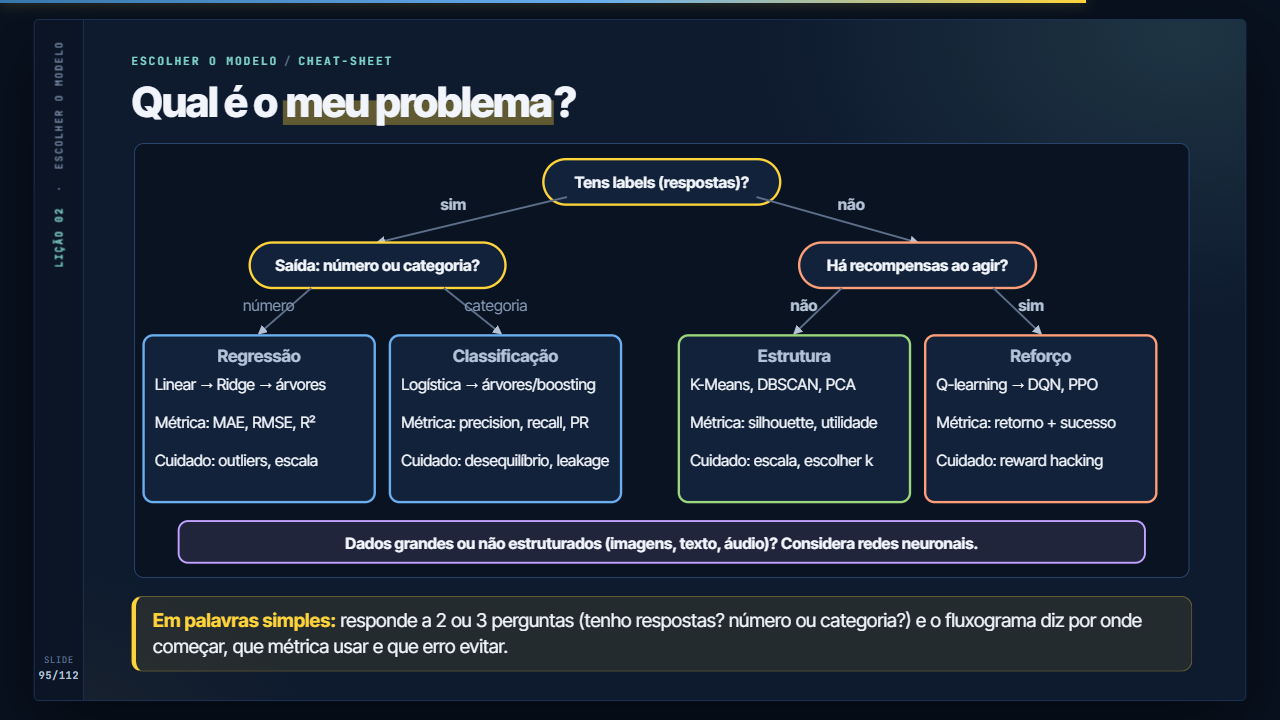 LIÇÃO 02 · ESCOLHER O MODELO
ESCOLHER O MODELO / CHEAT-SHEET
Qual é o meu problema?
Tens labels (respostas)?
sim
não
Saída: número ou categoria?
Há recompensas ao agir?
número
categoria
não
sim
Regressão
Linear → Ridge → árvores
Métrica: MAE, RMSE, R²
Cuidado: outliers, escala
Classificação
Logística → árvores/boosting
Métrica: precision, recall, PR
Cuidado: desequilíbrio, leakage
Estrutura
K-Means, DBSCAN, PCA
Métrica: silhouette, utilidade
Cuidado: escala, escolher k
Reforço
Q-learning → DQN, PPO
Métrica: retorno + sucesso
Cuidado: reward hacking
Dados grandes ou não estruturados (imagens, texto, áudio)? Considera redes neuronais.
Em palavras simples: responde a 2 ou 3 perguntas (tenho respostas? número ou categoria?) e o fluxograma diz por onde
começar, que métrica usar e que erro evitar.
SLIDE
95/112